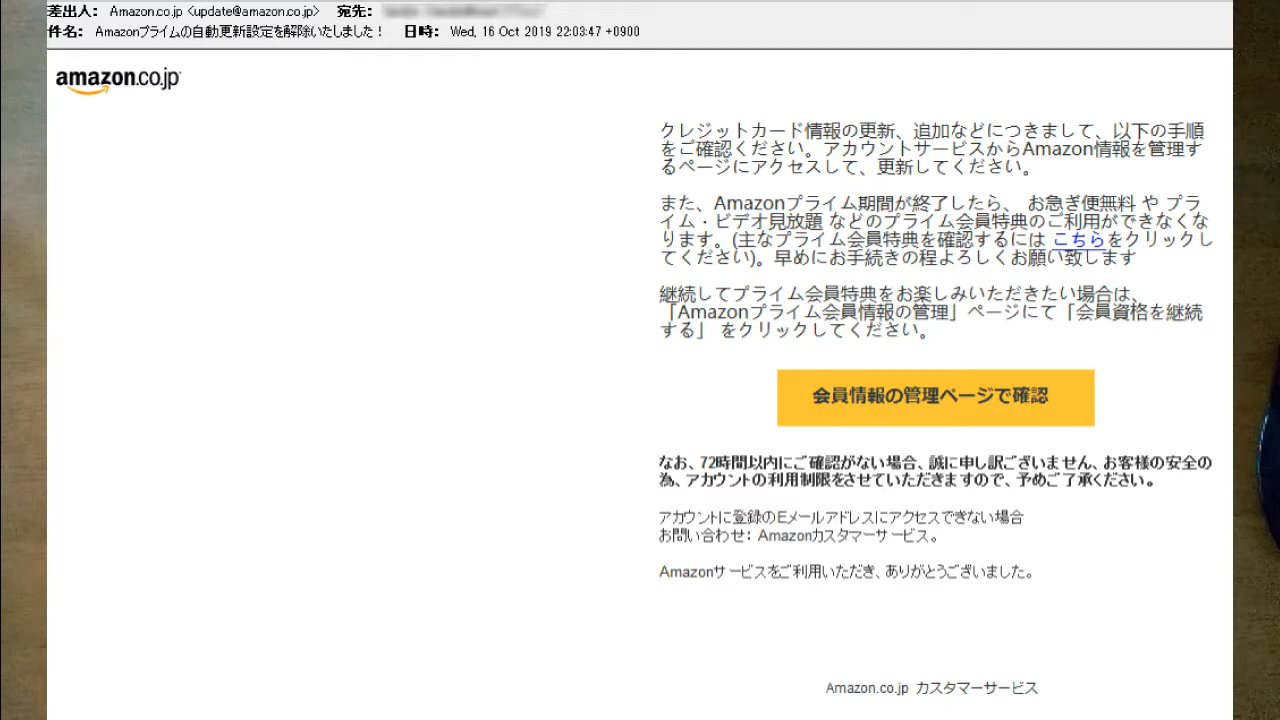 差出人： Amazon.co.jp <update@amazon.co.jp> 宛先：
件名： Amazonプライムの自動更新設定を解除いたしました！ 日時： Wed, 16 Oct 2019 22:03:47 +0900
amazon.co.jp
クレジットカード情報の更新、追加などにつきまして、以下の手順
をご確認ください。アカウントサービスからAmazon情報を管理す
るページにアクセスして、更新してください。
また、Amazonプライム期間が終了したら、 お急ぎ便無料 や プラ
イム・ビデオ見放題 などのプライム会員特典のご利用ができなくな
ります。(主なプライム会員特典を確認するには こちらをクリックし
てください)。早めにお手続きの程よろしくお願い致します
継続してプライム会員特典をお楽しみいただきたい場合は、
「Amazonプライム会員情報の管理」ページにて「会員資格を継続
する」 をクリックしてください。
会員情報の管理ページで確認
なお、72時間以内にご確認がない場合、誠に申し訳ございません、お客様の安全の
為、アカウントの利用制限をさせていただきますので、予めご了承ください。
アカウントに登録のEメールアドレスにアクセスできない場合
お問い合わせ： Amazonカスタマーサービス。
Amazonサービスをご利用いただき、ありがとうございました。
Amazon.co.jp カスタマーサービス